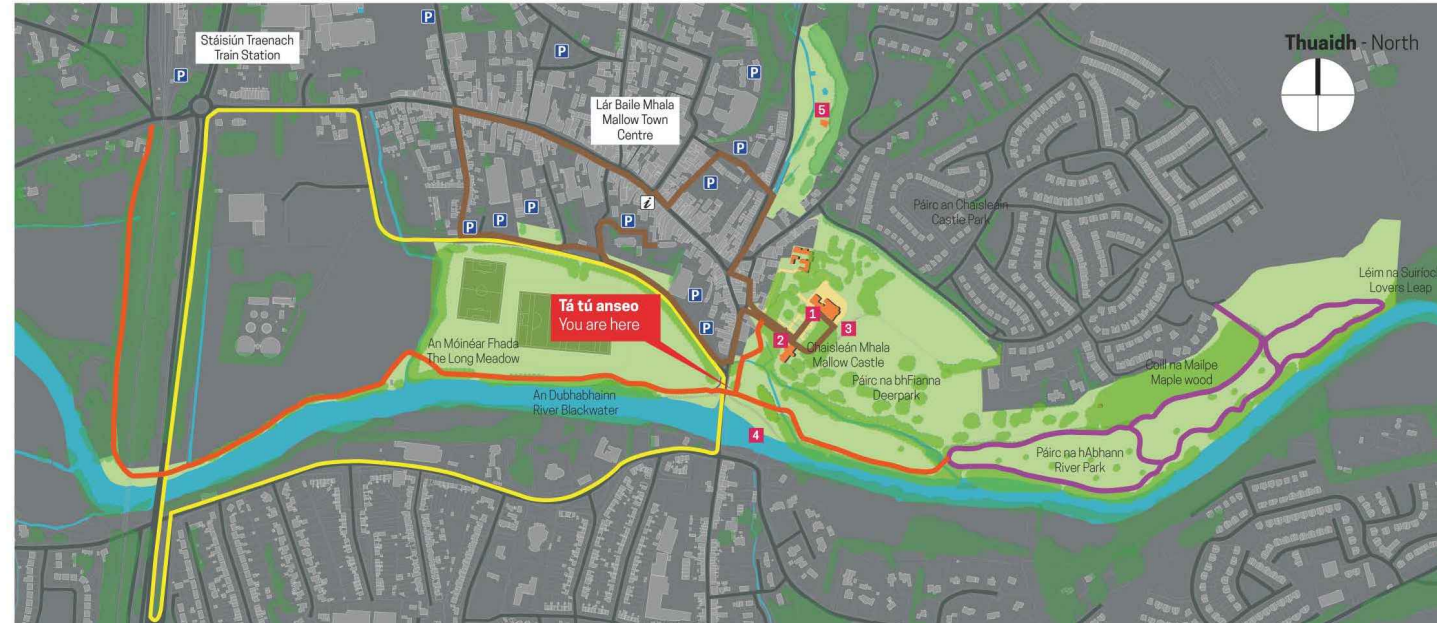 Stáisiún Traenach
Train Station
Thuaidh - North
P
P
P
P
P
P
P
P
P
P
P
P
P
Lár Baile Mhala
Mallow Town
Centre
5
i
Páirc an Chaisleáin
Castle Park
Léim na Suiríoc
Lovers Leap
Tá tú anseo
You are here
1
2
3
Chaisleán Mhala
Mallow Castle
An Móinéar Fhada
The Long Meadow
Páirc na bhFianna
Deerpark
Coill na Mailpe
Maple wood
An Dubhabhainn
River Blackwater
4
Páirc na hAbhann
River Park